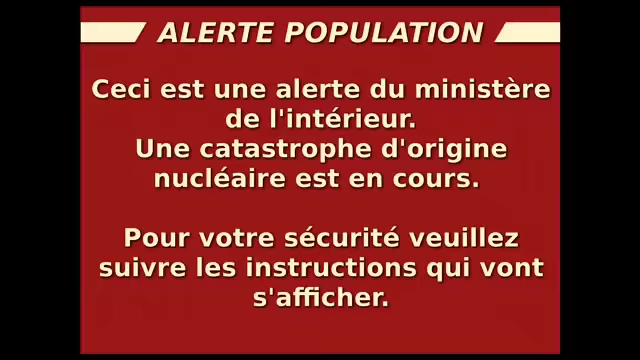 ALERTE POPULATION
Ceci est une alerte du ministère
de l'intérieur.
Une catastrophe d'origine
nucléaire est en cours.
Pour votre sécurité veuillez
suivre les instructions qui vont
s'afficher.